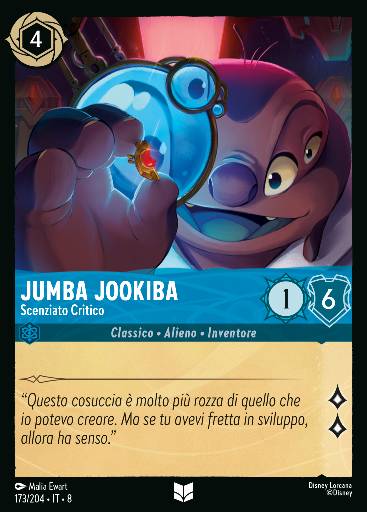 4
JUMBA JOOKIBA
Scenziato Critico
1
6
Classico • Alieno • Inventore
“Questo cosuccia è molto più rozza di quello che
io potevo creare. Ma se tu avevi fretta in sviluppo,
allora ha senso.”
Malia Ewart
173/204 • IT • 8
Disney Lorcana
©Disney